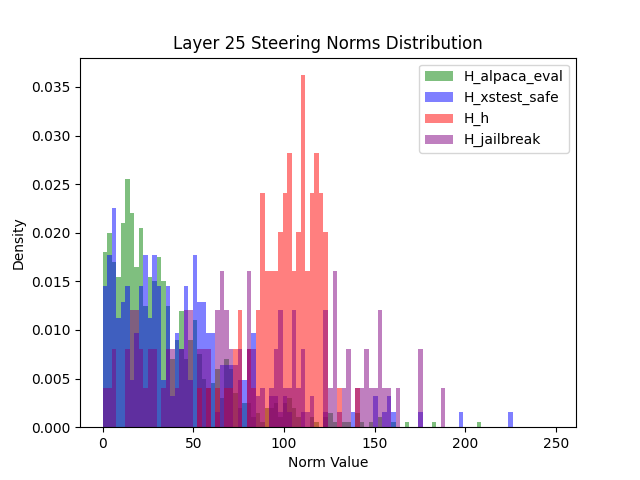 Layer 25 Steering Norms Distribution
H_alpaca_eval
H_xstest_safe
H_h
H_jailbreak
Density
0.035
0.030
0.025
0.020
0.015
0.010
0.005
0.000
0
50
100
150
200
250
Norm Value